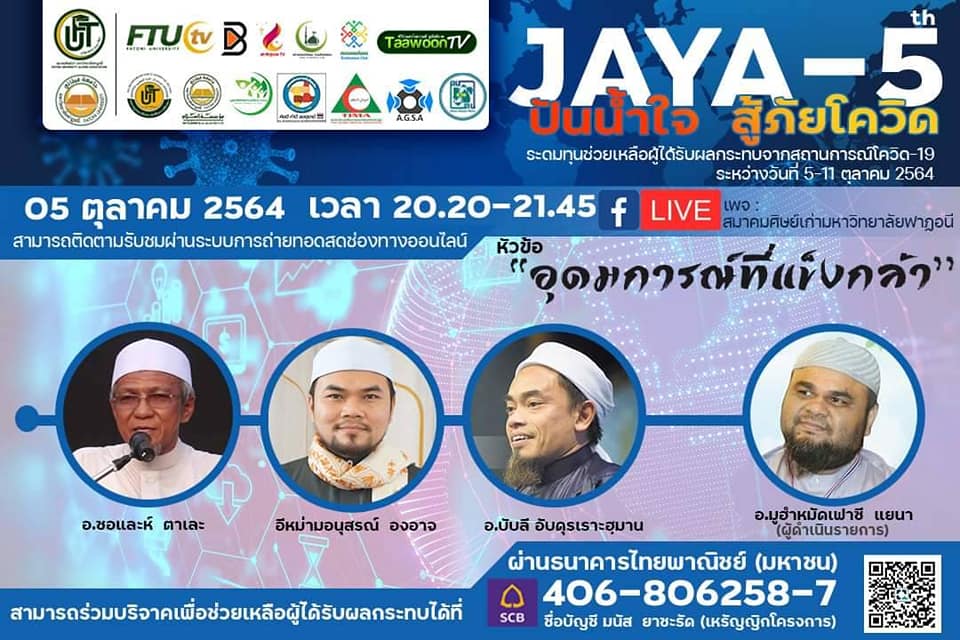 FTU tv
FATONI UNIVERSITY
TaawoonTV
TIMA
A.G.S.A
JAYA-5th
ปันน้ำใจ สู้ภัยโควิด
ระดมทุนช่วยเหลือผู้ได้รับผลกระทบจากสถานการณ์โควิด-19
ระหว่างวันที่ 5-11 ตุลาคม 2564
05 ตุลาคม 2564 เวลา 20.20-21.45
f LIVE
เพจ :
สมาคมศิษย์เก่ามหาวิทยาลัยฟาฏอนี
สามารถติดตามรับชมผ่านระบบการถ่ายทอดสดช่องทางออนไลน์
หัวข้อ
"อุดมการณ์ที่แข็งกล้า"
อ.ซอและห์ ตาเละ
อีหม่ามอนุสรณ์ องอาจ
อ.บับลี อับดุรเราะฮฺมาน
อ.มูฮำหมัดเฟาซี แยนา
(ผู้ดำเนินรายการ)
ผ่านธนาคารไทยพาณิชย์ (มหาชน)
SCB
406-806258-7
ชื่อบัญชี มนัส ยาซะรัด (เหรัญญิกโครงการ)
สามารถร่วมบริจาคเพื่อช่วยเหลือผู้ได้รับผลกระทบได้ที่